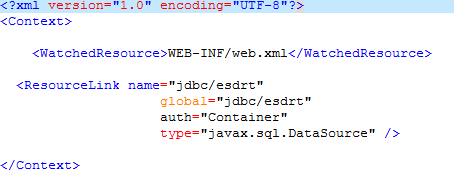 <?xml version="1.0" encoding="UTF-8"?>
<Context>
<WatchedResource>WEB-INF/web.xml</WatchedResource>
<ResourceLink name="jdbc/esdrt"
global="jdbc/esdrt"
auth="Container"
type="javax.sql.DataSource" />
</Context>